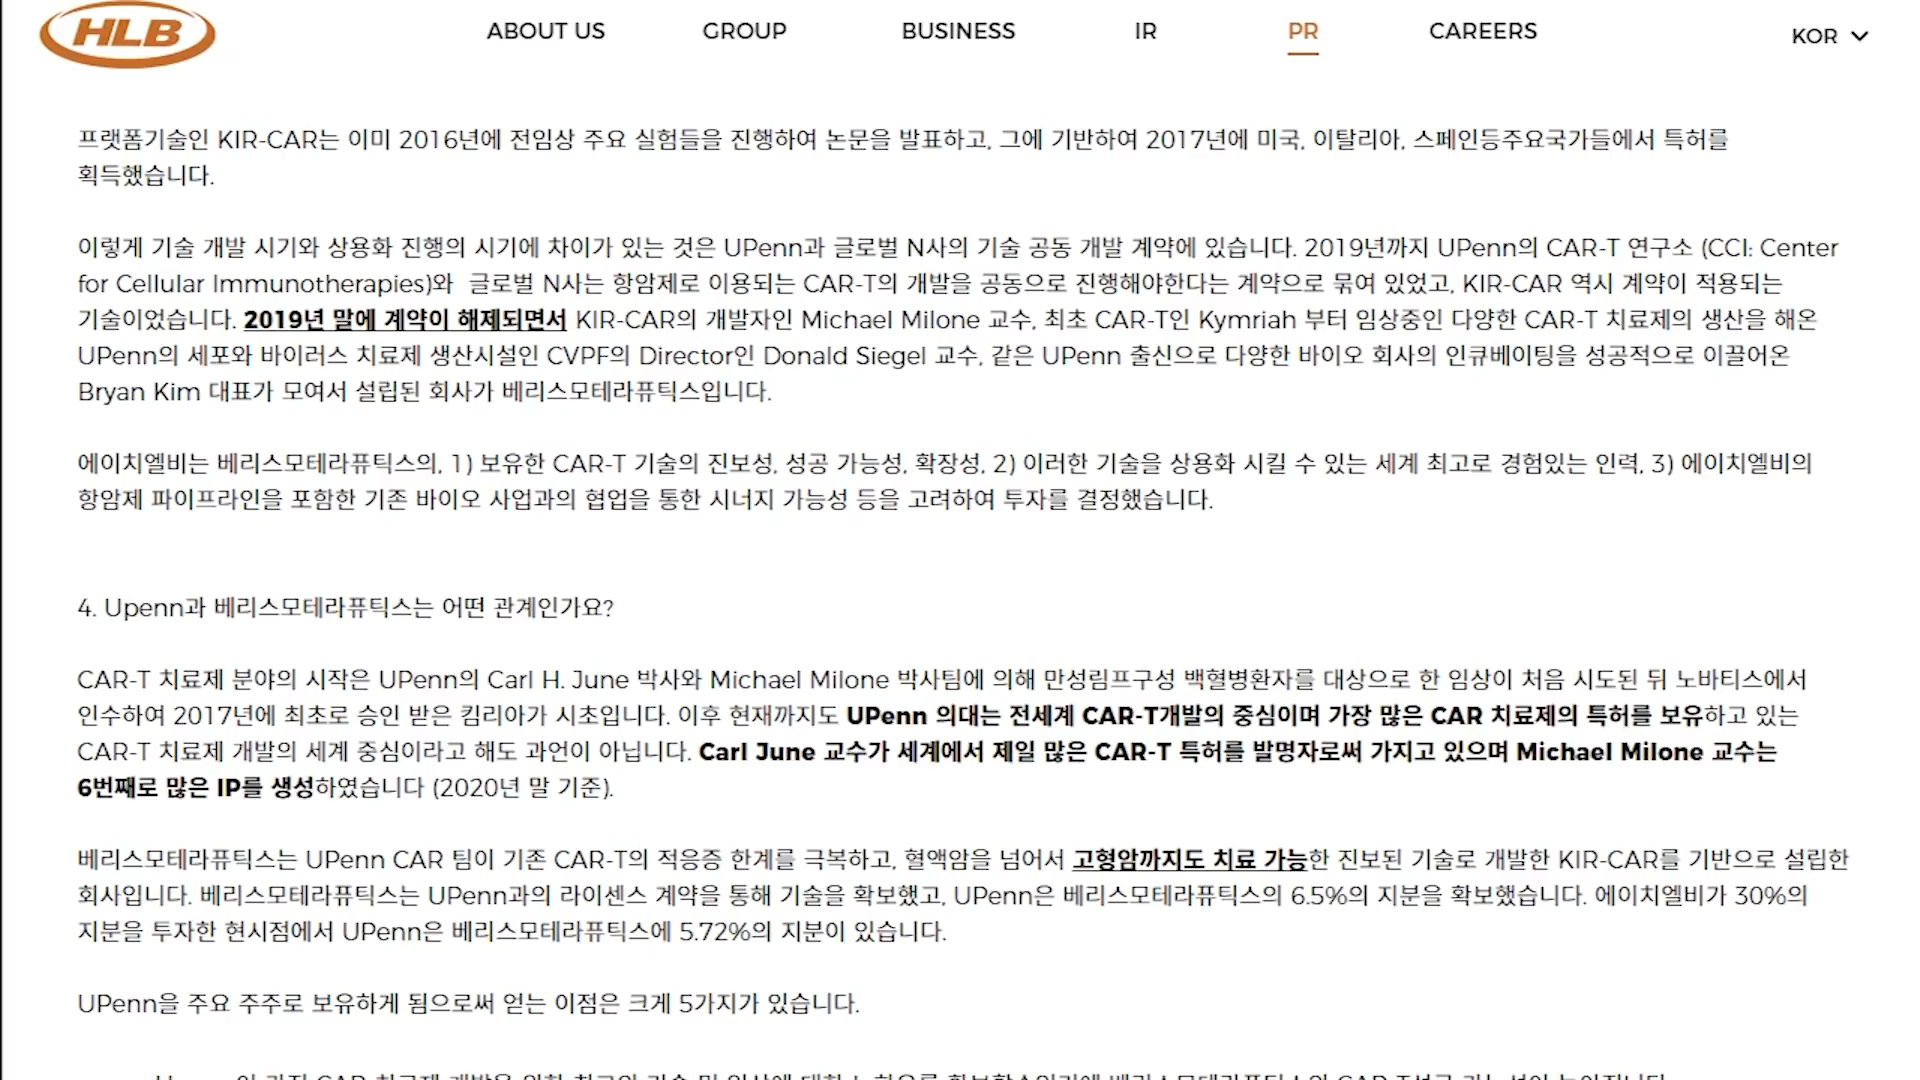 HLB
ABOUT US
GROUP
BUSINESS
IR
PR
CAREERS
KOR
프랫폼기술인 KIR-CAR는 이미 2016년에 전임상 주요 실험들을 진행하여 논문을 발표하고, 그에 기반하여 2017년에 미국, 이탈리아, 스페인등주요국가들에서 특허를
획득했습니다.
이렇게 기술 개발 시기와 상용화 진행의 시기에 차이가 있는 것은 UPenn과 글로벌 N사의 기술 공동 개발 계약에 있습니다. 2019년까지 UPenn의 CAR-T 연구소 (CCI: Center
for Cellular Immunotherapies)와 글로벌 N사는 항암제로 이용되는 CAR-T의 개발을 공동으로 진행해야한다는 계약으로 묶여 있었고, KIR-CAR 역시 계약이 적용되는
기술이었습니다. 2019년 말에 계약이 해제되면서 KIR-CAR의 개발자인 Michael Milone 교수, 최초 CAR-T인 Kymriah 부터 임상중인 다양한 CAR-T 치료제의 생산을 해온
UPenn의 세포와 바이러스 치료제 생산시설인 CVPF의 Director인 Donald Siegel 교수, 같은 UPenn 출신으로 다양한 바이오 회사의 인큐베이팅을 성공적으로 이끌어온
Bryan Kim 대표가 모여서 설립된 회사가 베리스모테라퓨틱스입니다.
에이치엘비는 베리스모테라퓨틱스의, 1) 보유한 CAR-T 기술의 진보성, 성공 가능성, 확장성, 2) 이러한 기술을 상용화 시킬 수 있는 세계 최고로 경험있는 인력, 3) 에이치엘비의
항암제 파이프라인을 포함한 기존 바이오 사업과의 협업을 통한 시너지 가능성 등을 고려하여 투자를 결정했습니다.
4. Upenn과 베리스모테라퓨틱스는 어떤 관계인가요?
CAR-T 치료제 분야의 시작은 UPenn의 Carl H. June 박사와 Michael Milone 박사팀에 의해 만성림프구성 백혈병환자를 대상으로 한 임상이 처음 시도된 뒤 노바티스에서
인수하여 2017년에 최초로 승인 받은 킴리아가 시초입니다. 이후 현재까지도 UPenn 의대는 전세계 CAR-T개발의 중심이며 가장 많은 CAR 치료제의 특허를 보유하고 있는
CAR-T 치료제 개발의 세계 중심이라고 해도 과언이 아닙니다. Carl June 교수가 세계에서 제일 많은 CAR-T 특허를 발명자로써 가지고 있으며 Michael Milone 교수는
6번째로 많은 IP를 생성하였습니다 (2020년 말 기준).
베리스모테라퓨틱스는 UPenn CAR 팀이 기존 CAR-T의 적응증 한계를 극복하고, 혈액암을 넘어서 고형암까지도 치료 가능한 진보된 기술로 개발한 KIR-CAR를 기반으로 설립한
회사입니다. 베리스모테라퓨틱스는 UPenn과의 라이센스 계약을 통해 기술을 확보했고, UPenn은 베리스모테라퓨틱스의 6.5%의 지분을 확보했습니다. 에이치엘비가 30%의
지분을 투자한 현시점에서 UPenn은 베리스모테라퓨틱스에 5.72%의 지분이 있습니다.
UPenn을 주요 주주로 보유하게 됨으로써 얻는 이점은 크게 5가지가 있습니다.